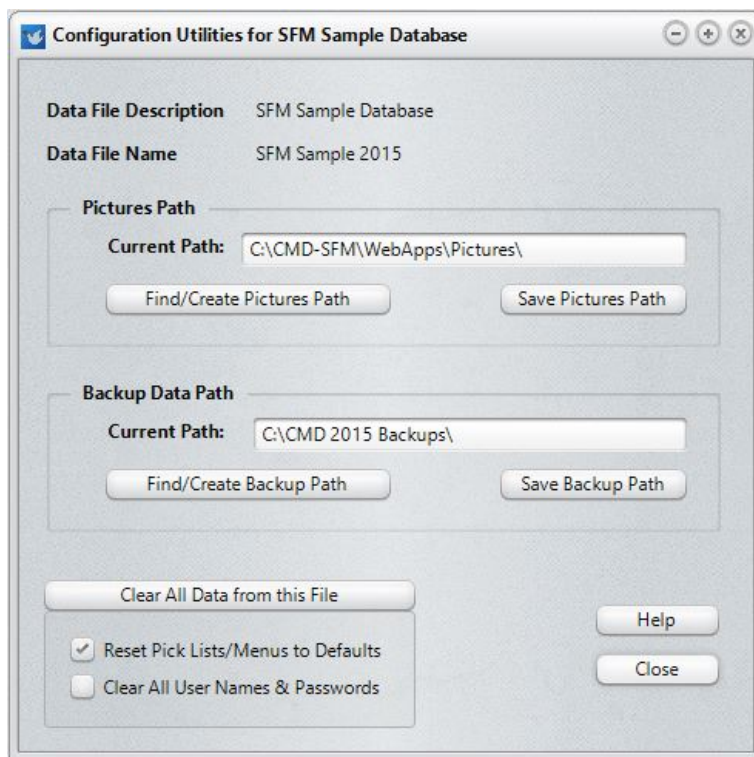 Configuration Utilities for SFM Sample Database
Data File Description SFM Sample Database
Data File Name SFM Sample 2015
Pictures Path
Current Path: C:\CMD-SFM\WebApps\Pictures\
Find/Create Pictures Path Save Pictures Path
Backup Data Path
Current Path: C:\CMD 2015 Backups\
Find/Create Backup Path Save Backup Path
Clear All Data from this File
Help
Reset Pick Lists/Menus to Defaults
Close
Clear All User Names & Passwords